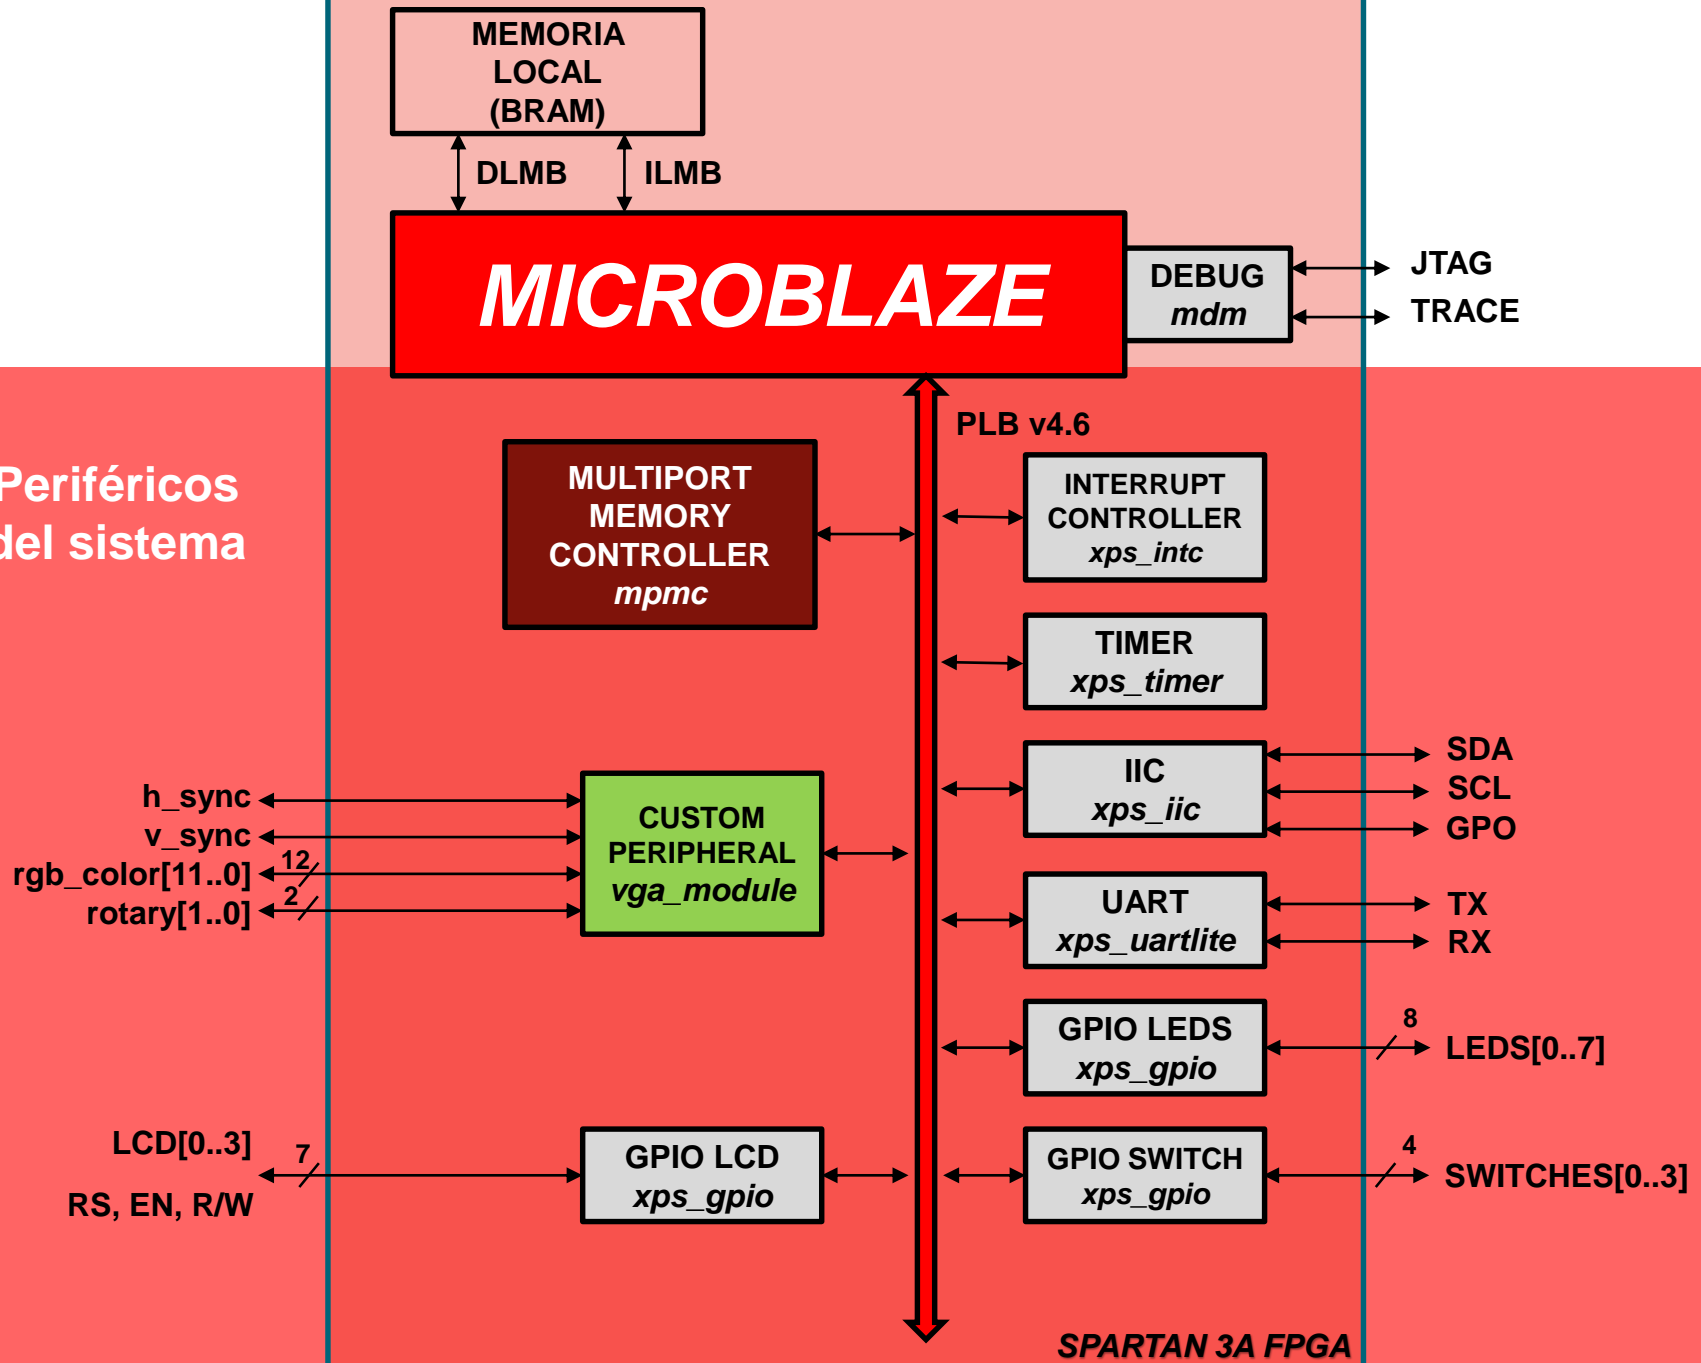 MEMORIA
LOCAL
(BRAM)
DLMB
ILMB
MICROBLAZE
DEBUG
mdm
JTAG
TRACE
PLB v4.6
Periféricos
del sistema
MULTIPORT
MEMORY
CONTROLLER
mpmc
INTERRUPT
CONTROLLER
xps_intc
TIMER
xps_timer
IIC
xps_iic
SDA
SCL
GPO
h_sync
v_sync
rgb_color[11..0]
12
rotary[1..0]
2
CUSTOM
PERIPHERAL
vga_module
UART
xps_uartlite
TX
RX
GPIO LEDS
xps_gpio
8
LEDS[0..7]
LCD[0..3]
7
RS, EN, R/W
GPIO LCD
xps_gpio
GPIO SWITCH
xps_gpio
4
SWITCHES[0..3]
SPARTAN 3A FPGA